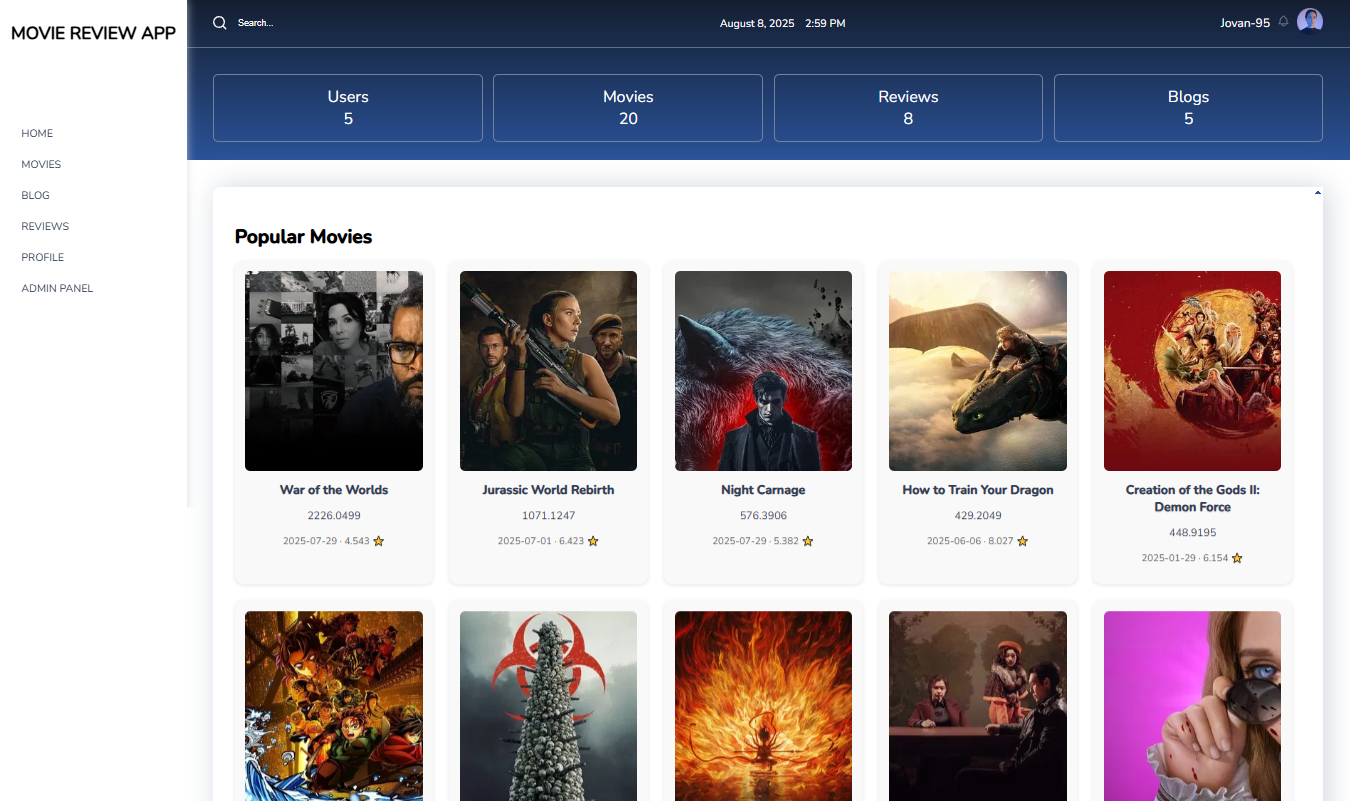 MOVIE REVIEW APP
Search...
August 8, 2025 2:59 PM
Jovan-95
Users
5
Movies
20
Reviews
8
Blogs
5
HOME
MOVIES
BLOG
REVIEWS
PROFILE
ADMIN PANEL
Popular Movies
War of the Worlds
2226.0499
2025-07-29 · 4.543
Jurassic World Rebirth
1071.1247
2025-07-01 · 6.423
Night Carnage
576.3906
2025-07-29 · 5.382
How to Train Your Dragon
429.2049
2025-06-06 · 8.027
Creation of the Gods II:
Demon Force
448.9195
2025-01-29 · 6.154